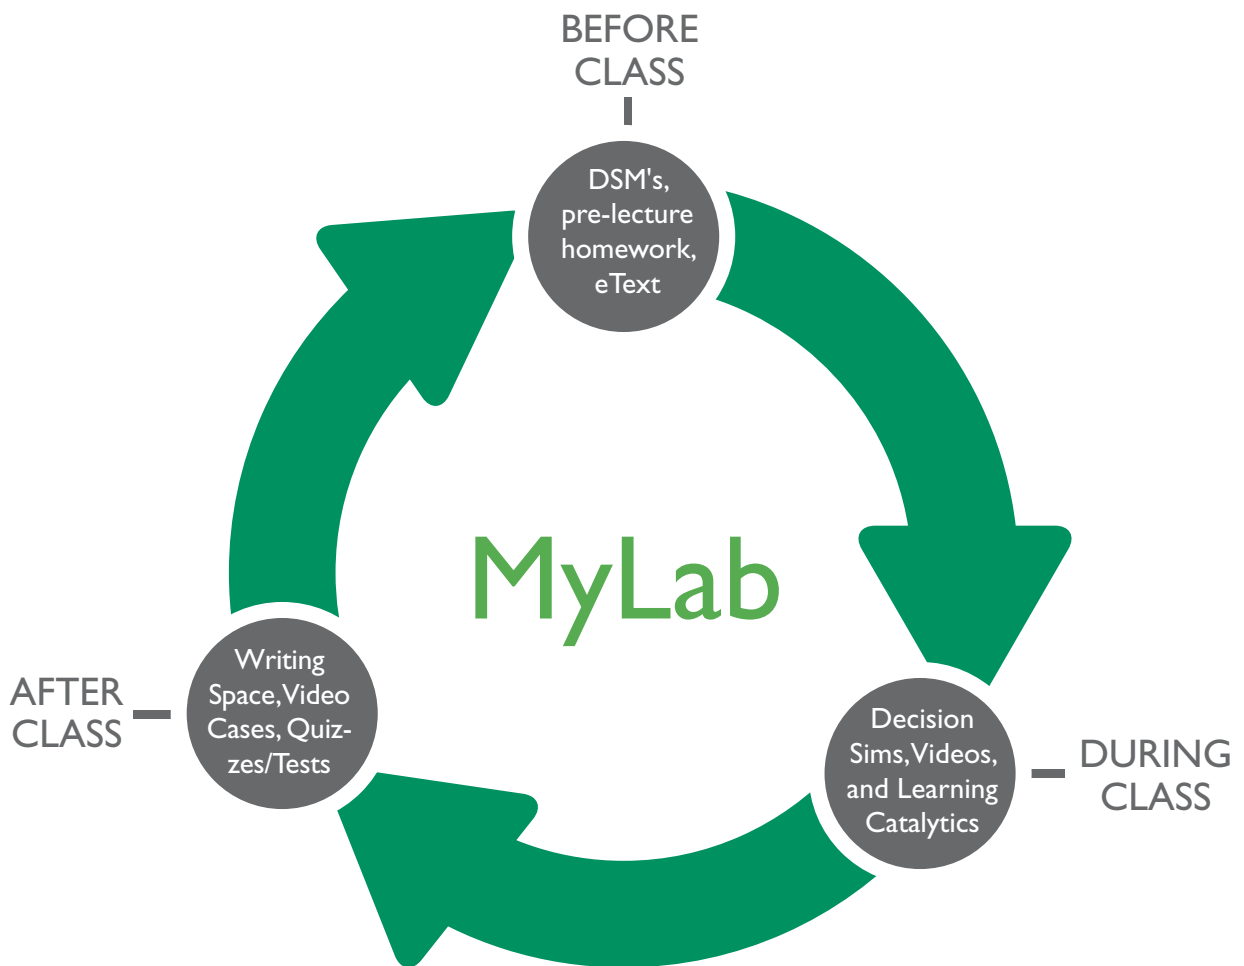 BEFORE
CLASS
DSM's,
pre-lecture
homework,
eText
MyLab
AFTER
CLASS
Writing
Space, Video
Cases, Quiz-
zes/Tests
Decision
Sims, Videos,
and Learning
Catalytics
DURING
CLASS